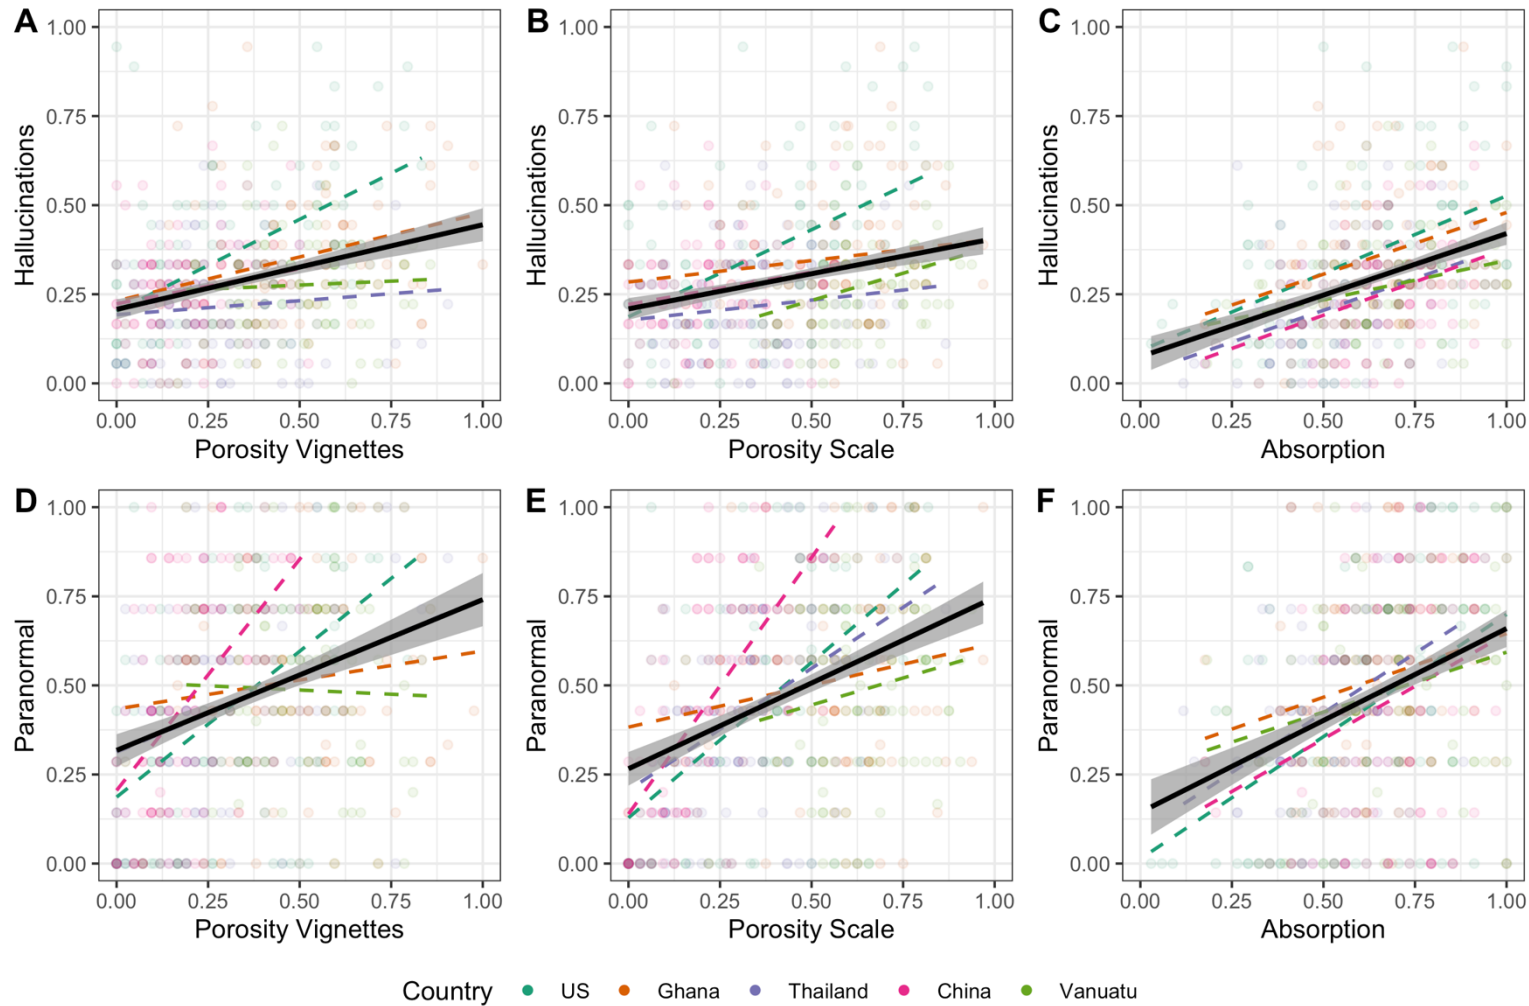 A
B
C
1.00
0.75
0.50
0.25
0.00
Hallucinations
0.00 0.25 0.50 0.75 1.00
Porosity Vignettes
1.00
0.75
0.50
0.25
0.00
Hallucinations
0.00 0.25 0.50 0.75 1.00
Porosity Scale
1.00
0.75
0.50
0.25
0.00
Hallucinations
0.00 0.25 0.50 0.75 1.00
Absorption
D
E
F
1.00
0.75
0.50
0.25
0.00
Paranormal
0.00 0.25 0.50 0.75 1.00
Porosity Vignettes
1.00
0.75
0.50
0.25
0.00
Paranormal
0.00 0.25 0.50 0.75 1.00
Porosity Scale
1.00
0.75
0.50
0.25
0.00
Paranormal
0.00 0.25 0.50 0.75 1.00
Absorption
Country US Ghana Thailand China Vanuatu